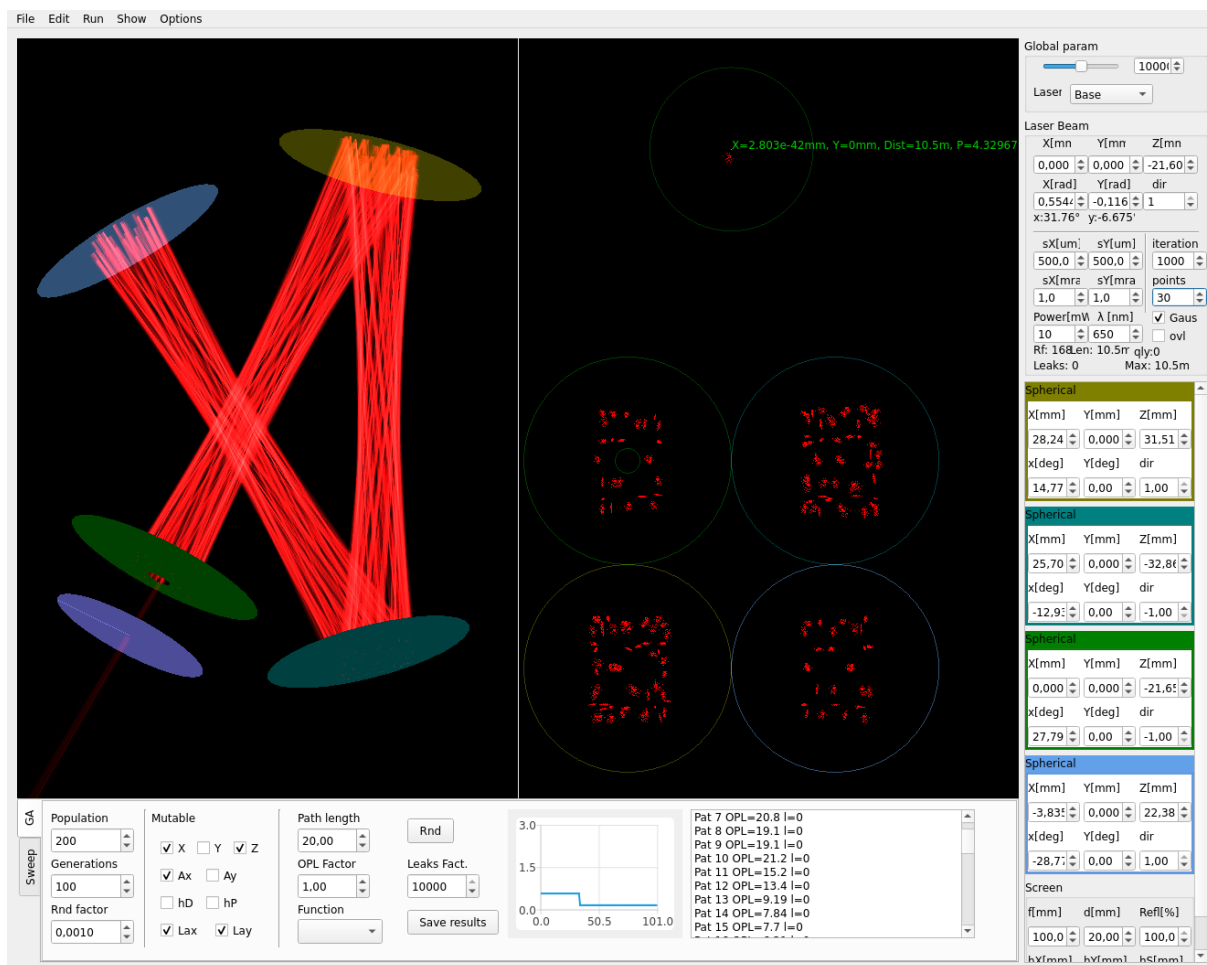 File Edit Run Show Options
X=2.803e-42mm, Y=0mm, Dist=10.5m, P=4.32967
Global param
Laser Base
Laser Beam
X[mn Y[mr Z[mn
0,000 0,000 -21,60
X[rad] Y[rad] dir
0,554 -0,116 1
x:31.76° y:-6.675'
sX[um] sY[um] iteration
500,0 500,0 1000
sX[mra sY[mra points
1,0 1,0 30
Power[mW λ [nm] Gaus
10 650 ovl
Rf: 168 Len: 10.5m qly:0
Leaks: 0 Max: 10.5m
Spherical
X[mm] Y[mm] Z[mm]
28,24 0,000 31,51
x[deg] Y[deg] dir
14,77 0,00 1,00
Spherical
X[mm] Y[mm] Z[mm]
25,70 0,000 -32,86
x[deg] Y[deg] dir
-12,93 0,00 -1,00
Spherical
X[mm] Y[mm] Z[mm]
0,000 0,000 -21,65
x[deg] Y[deg] dir
27,79 0,00 -1,00
Spherical
X[mm] Y[mm] Z[mm]
-3,835 0,000 22,38
x[deg] Y[deg] dir
-28,77 0,00 1,00
Screen
f[mm] d[mm] Refl[%]
100,0 20,00 100,0
hX[mm] hY[mm] hS[mm]
GA
Sweep
Population
200
Generations
100
Rnd factor
0,0010
Mutable
X Y Z
Ax Ay
hD hP
Lax Lay
Path length
20,00
OPL Factor
1,00
Function
Rnd
Leaks Fact.
10000
Save results
3.0
1.5
0.0
0.0 50.5 101.0
Pat 7 OPL=20.8 l=0
Pat 8 OPL=19.1 l=0
Pat 9 OPL=19.1 l=0
Pat 10 OPL=21.2 l=0
Pat 11 OPL=15.2 l=0
Pat 12 OPL=13.4 l=0
Pat 13 OPL=9.19 l=0
Pat 14 OPL=7.84 l=0
Pat 15 OPL=7.7 l=0